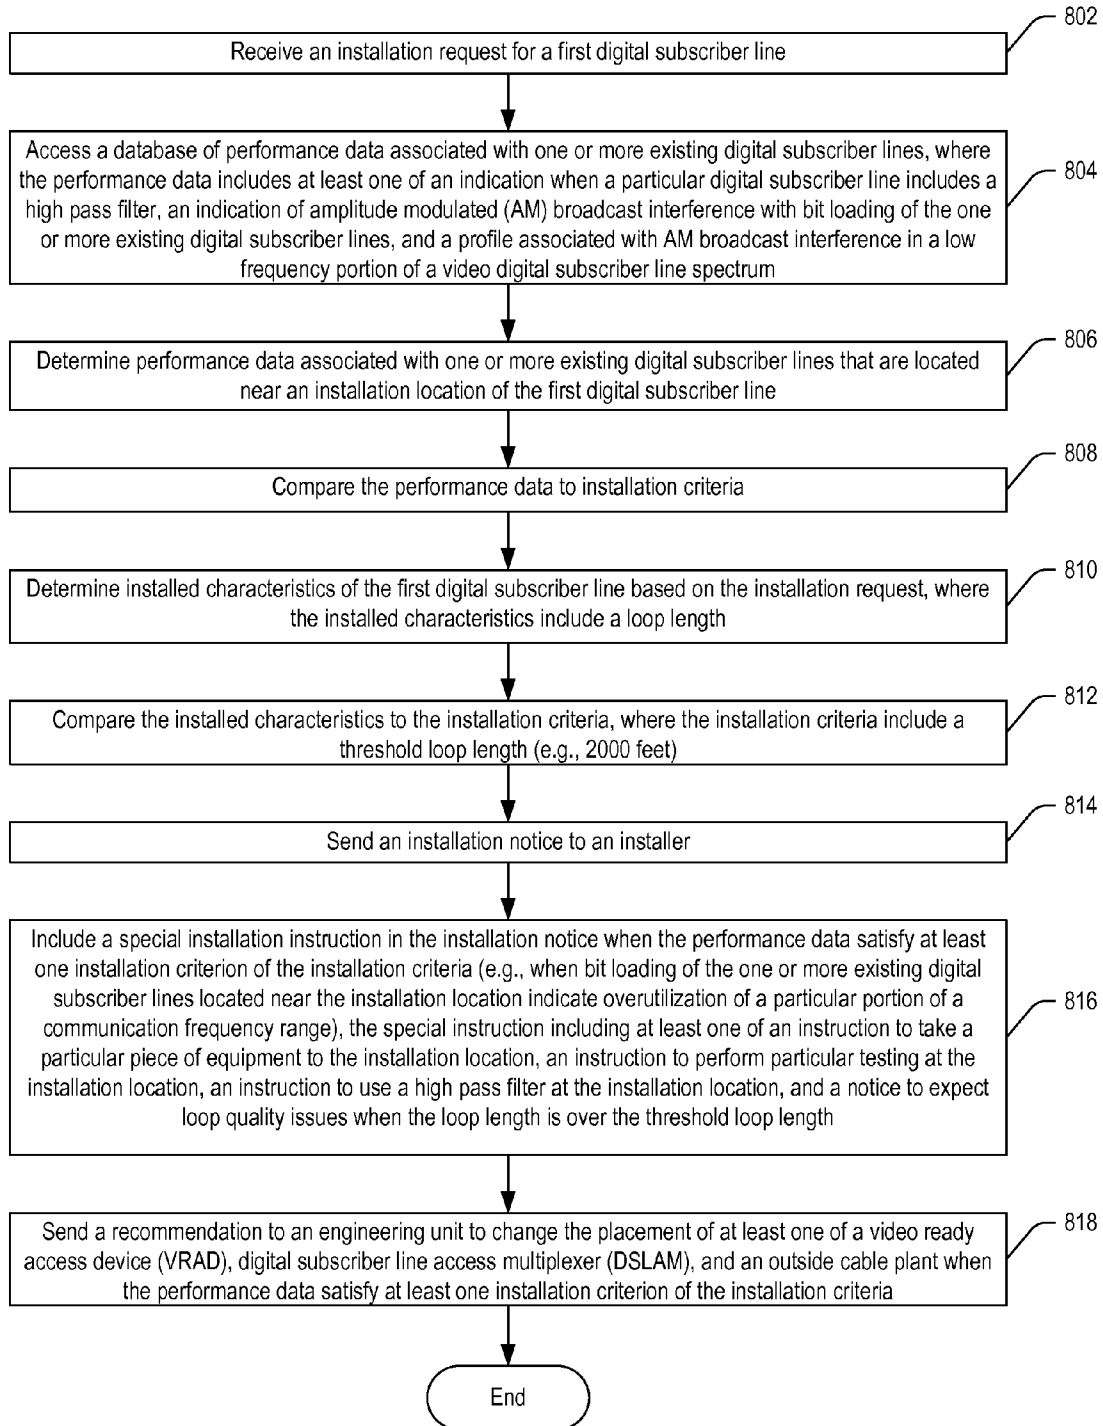 802
Receive an installation request for a first digital subscriber line
804
Access a database of performance data associated with one or more existing digital subscriber lines, where
the performance data includes at least one of an indication when a particular digital subscriber line includes a
high pass filter, an indication of amplitude modulated (AM) broadcast interference with bit loading of the one
or more existing digital subscriber lines, and a profile associated with AM broadcast interference in a low
frequency portion of a video digital subscriber line spectrum
806
Determine performance data associated with one or more existing digital subscriber lines that are located
near an installation location of the first digital subscriber line
808
Compare the performance data to installation criteria
810
Determine installed characteristics of the first digital subscriber line based on the installation request, where
the installed characteristics include a loop length
812
Compare the installed characteristics to the installation criteria, where the installation criteria include a
threshold loop length (e.g., 2000 feet)
814
Send an installation notice to an installer
816
Include a special installation instruction in the installation notice when the performance data satisfy at least
one installation criterion of the installation criteria (e.g., when bit loading of the one or more existing digital
subscriber lines located near the installation location indicate overutilization of a particular portion of a
communication frequency range), the special instruction including at least one of an instruction to take a
particular piece of equipment to the installation location, an instruction to perform particular testing at the
installation location, an instruction to use a high pass filter at the installation location, and a notice to expect
loop quality issues when the loop length is over the threshold loop length
818
Send a recommendation to an engineering unit to change the placement of at least one of a video ready
access device (VRAD), digital subscriber line access multiplexer (DSLAM), and an outside cable plant when
the performance data satisfy at least one installation criterion of the installation criteria
End